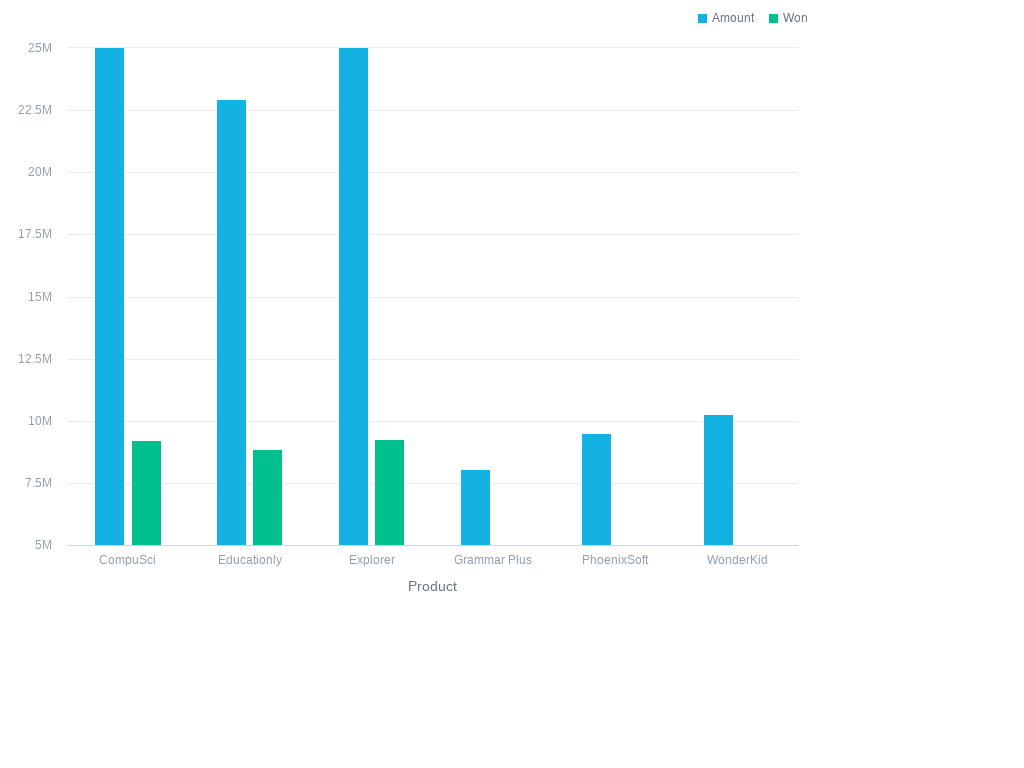 Amount Won
25M
22.5M
20M
17.5M
15M
12.5M
10M
7.5M
5M
CompuSci Educationly Explorer Grammar Plus PhoenixSoft WonderKid
Product